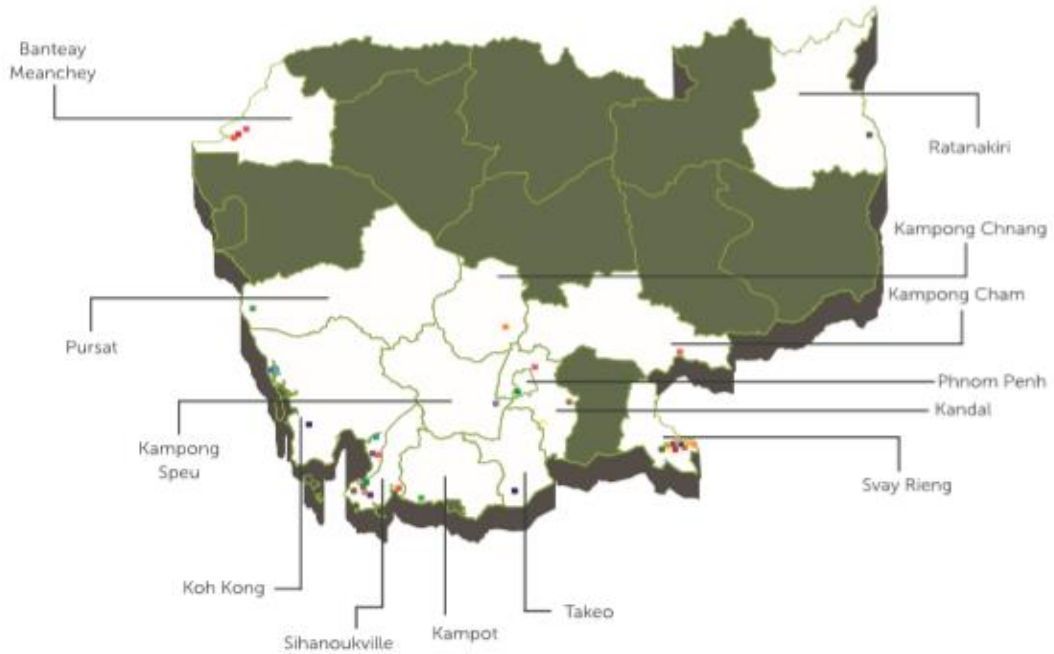 Banteay
Meanchey
Ratanakiri
Kampong Chnang
Kampong Cham
Pursat
Phnom Penh
Kandal
Kampong
Speu
Svay Rieng
Koh Kong
Takeo
Sihanoukville
Kampot